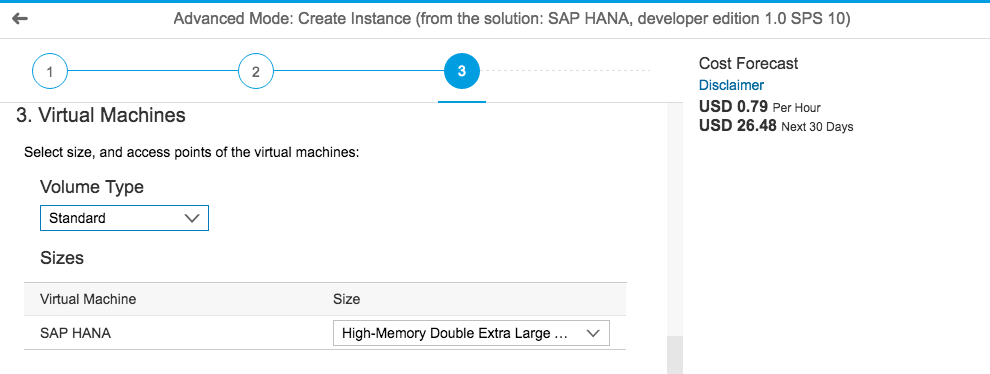 Advanced Mode: Create Instance (from the solution: SAP HANA, developer edition 1.0 SPS 10)
1 2 3
3. Virtual Machines
Select size, and access points of the virtual machines:
Volume Type
Standard
Sizes
Virtual Machine Size
SAP HANA High-Memory Double Extra Large ...
Cost Forecast
Disclaimer
USD 0.79 Per Hour
USD 26.48 Next 30 Days